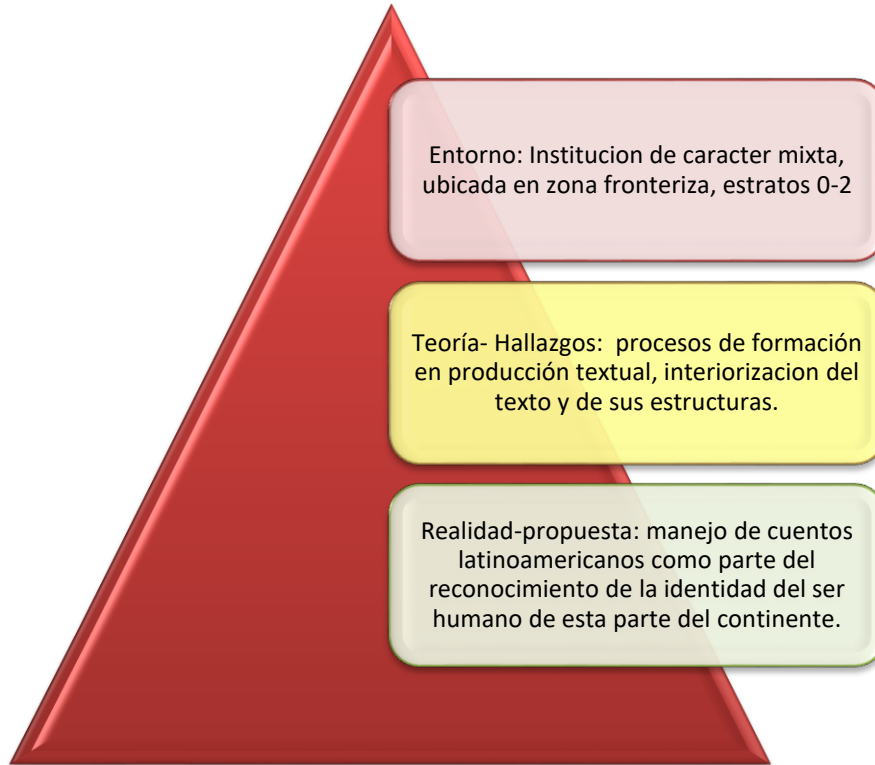 Entorno: Institucion de caracter mixta,
ubicada en zona fronteriza, estratos 0-2
Teoría- Hallazgos: procesos de formación
en producción textual, interiorizacion del
texto y de sus estructuras.
Realidad-propuesta: manejo de cuentos
latinoamericanos como parte del
reconocimiento de la identidad del ser
humano de esta parte del continente.